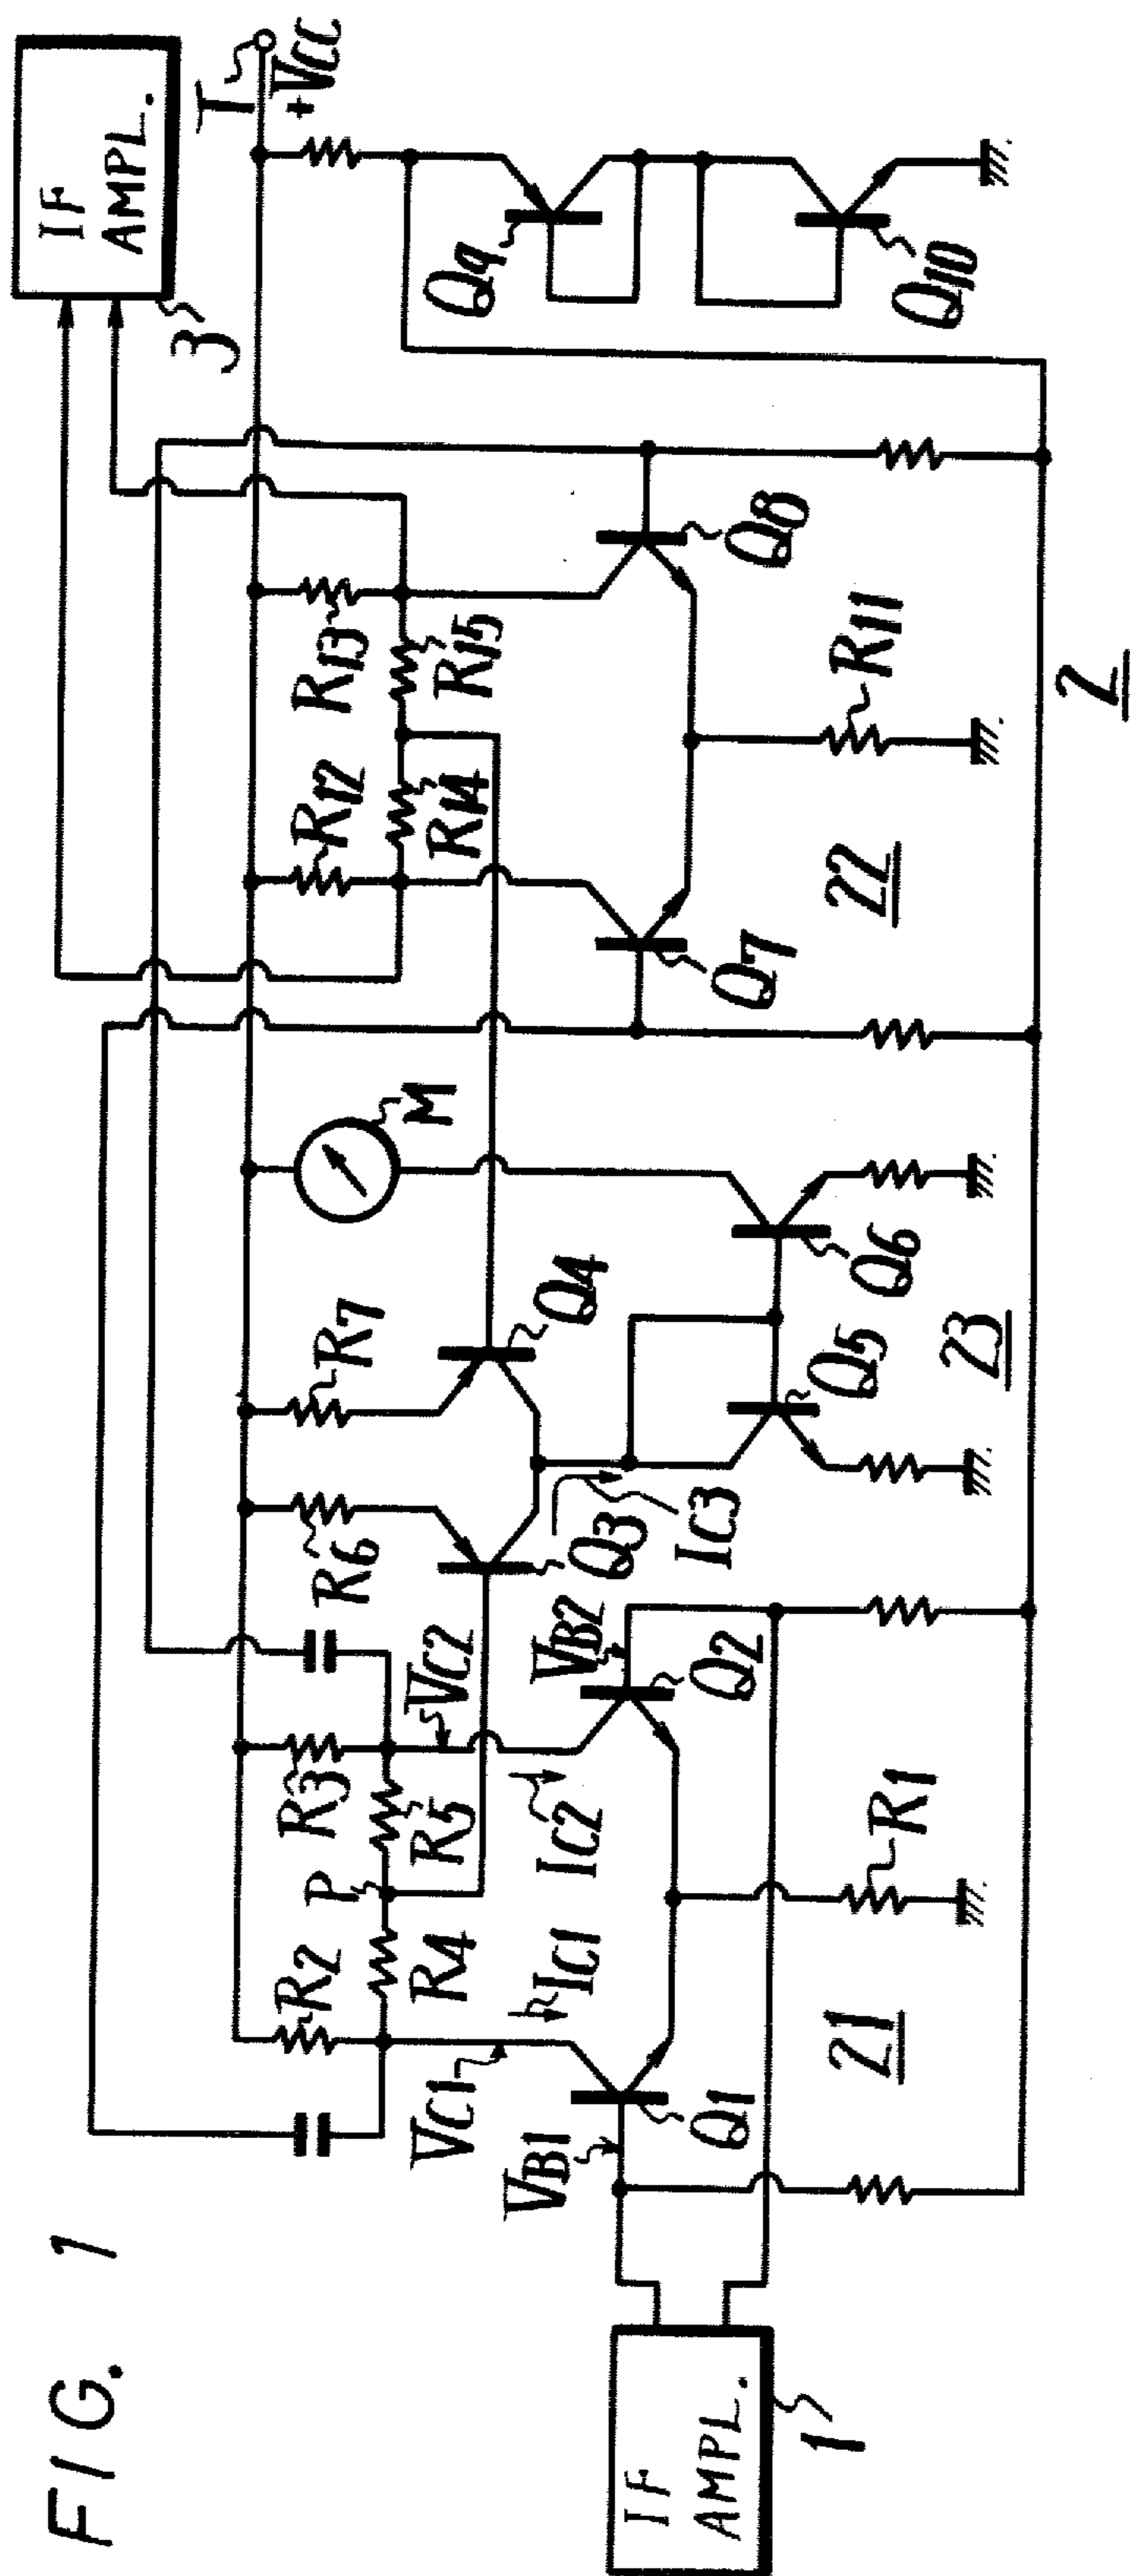 FIG. 1
IF
AMPL.
1
VB1
Q1
VC1
IC1
R2
R4
P
R3
R5
IC2
VC2
VB2
Q2
R1
21
R6
Q3
IC3
R7
Q4
Q5
Q6
23
M
R12
R14
R13
R15
Q7
Q8
R11
22
2
Q9
Q10
T
+VCC
IF
AMPL.
3